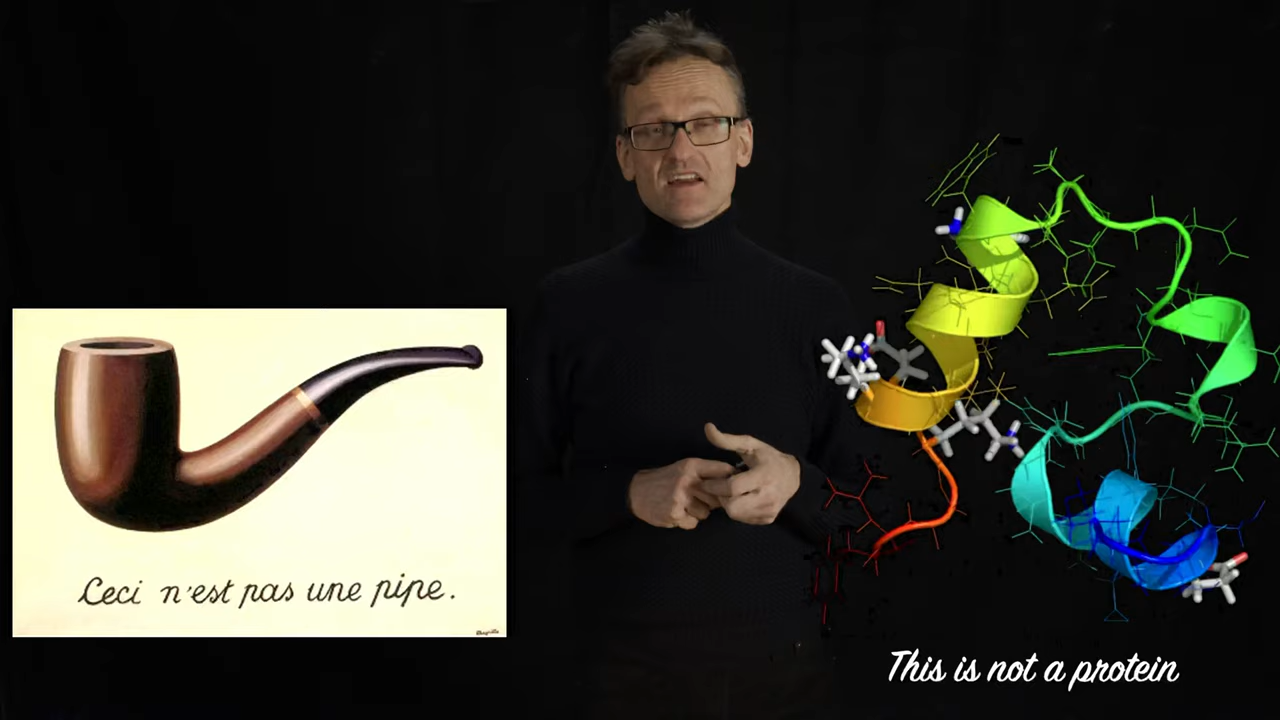 Ceci n'est pas une pipe.
This is not a protein